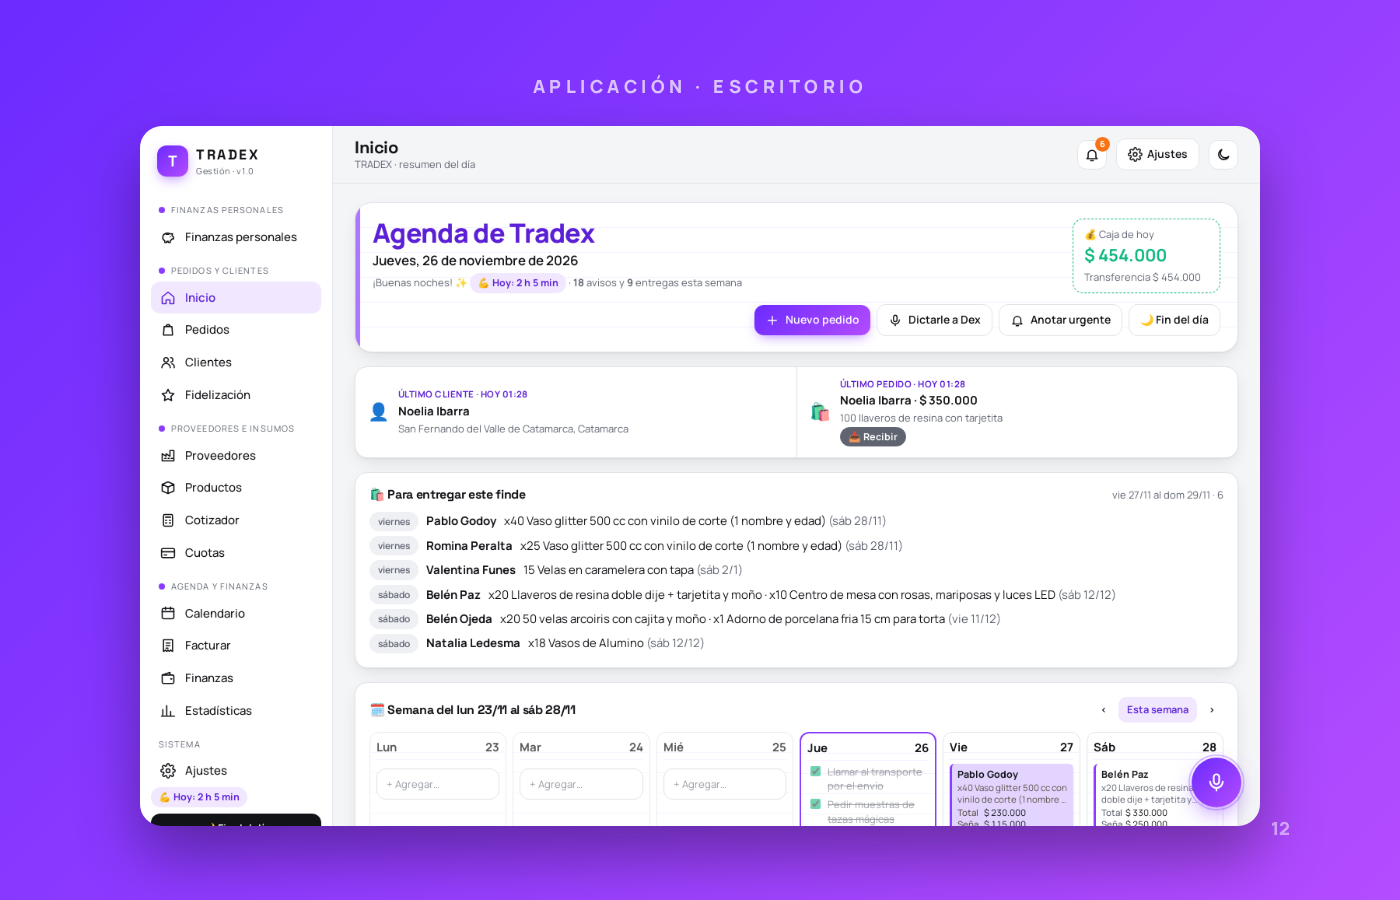 APLICACIÓN · ESCRITORIO
T
TRADEX
Gestión · v1.0
FINANZAS PERSONALES
Finanzas personales
PEDIDOS Y CLIENTES
Inicio
Pedidos
Clientes
Fidelización
PROVEEDORES E INSUMOS
Proveedores
Productos
Cotizador
Cuotas
AGENDA Y FINANZAS
Calendario
Facturar
Finanzas
Estadísticas
SISTEMA
Ajustes
💪 Hoy: 2 h 5 min
Inicio
TRADEX · resumen del día
6
Ajustes
Agenda de Tradex
Jueves, 26 de noviembre de 2026
¡Buenas noches! ✨ 💪 Hoy: 2 h 5 min · 18 avisos y 9 entregas esta semana
💰 Caja de hoy
$ 454.000
Transferencia $ 454.000
+ Nuevo pedido
Dictarle a Dex
Anotar urgente
🌙 Fin del día
ÚLTIMO CLIENTE · HOY 01:28
Noelia Ibarra
San Fernando del Valle de Catamarca, Catamarca
ÚLTIMO PEDIDO · HOY 01:28
Noelia Ibarra · $ 350.000
100 llaveros de resina con tarjetita
📥 Recibir
🛍️ Para entregar este finde
vie 27/11 al dom 29/11 · 6
viernes Pablo Godoy x40 Vaso glitter 500 cc con vinilo de corte (1 nombre y edad) (sáb 28/11)
viernes Romina Peralta x25 Vaso glitter 500 cc con vinilo de corte (1 nombre y edad) (sáb 28/11)
viernes Valentina Funes 15 Velas en caramelera con tapa (sáb 2/1)
sábado Belén Paz x20 Llaveros de resina doble dije + tarjetita y moño · x10 Centro de mesa con rosas, mariposas y luces LED (sáb 12/12)
sábado Belén Ojeda x20 50 velas arcoiris con cajita y moño · x1 Adorno de porcelana fria 15 cm para torta (vie 11/12)
sábado Natalia Ledesma x18 Vasos de Alumino (sáb 12/12)
🗓️ Semana del lun 23/11 al sáb 28/11
‹ Esta semana ›
Lun 23
+ Agregar...
Mar 24
+ Agregar...
Mié 25
+ Agregar...
Jue 26
Llamar al transporte
por el envío
Pedir muestras de
tazas mágicas
Vie 27
Pablo Godoy
x40 Vaso glitter 500 cc con
vinilo de corte (1 nombre ...
Total $ 230.000
Seña $ 115.000
Sáb 28
Belén Paz
x20 Llaveros de resina
doble dije + tarjetita y...
Total $ 330.000
Seña $ 250.000
12